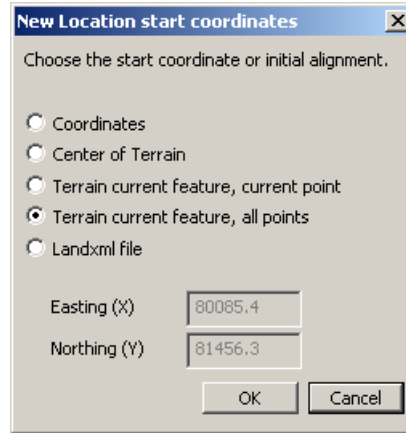 New Location start coordinates
Choose the start coordinate or initial alignment.
Coordinates
Center of Terrain
Terrain current feature, current point
Terrain current feature, all points
Landxml file
Easting (X) 80085.4
Northing (Y) 81456.3
OK Cancel